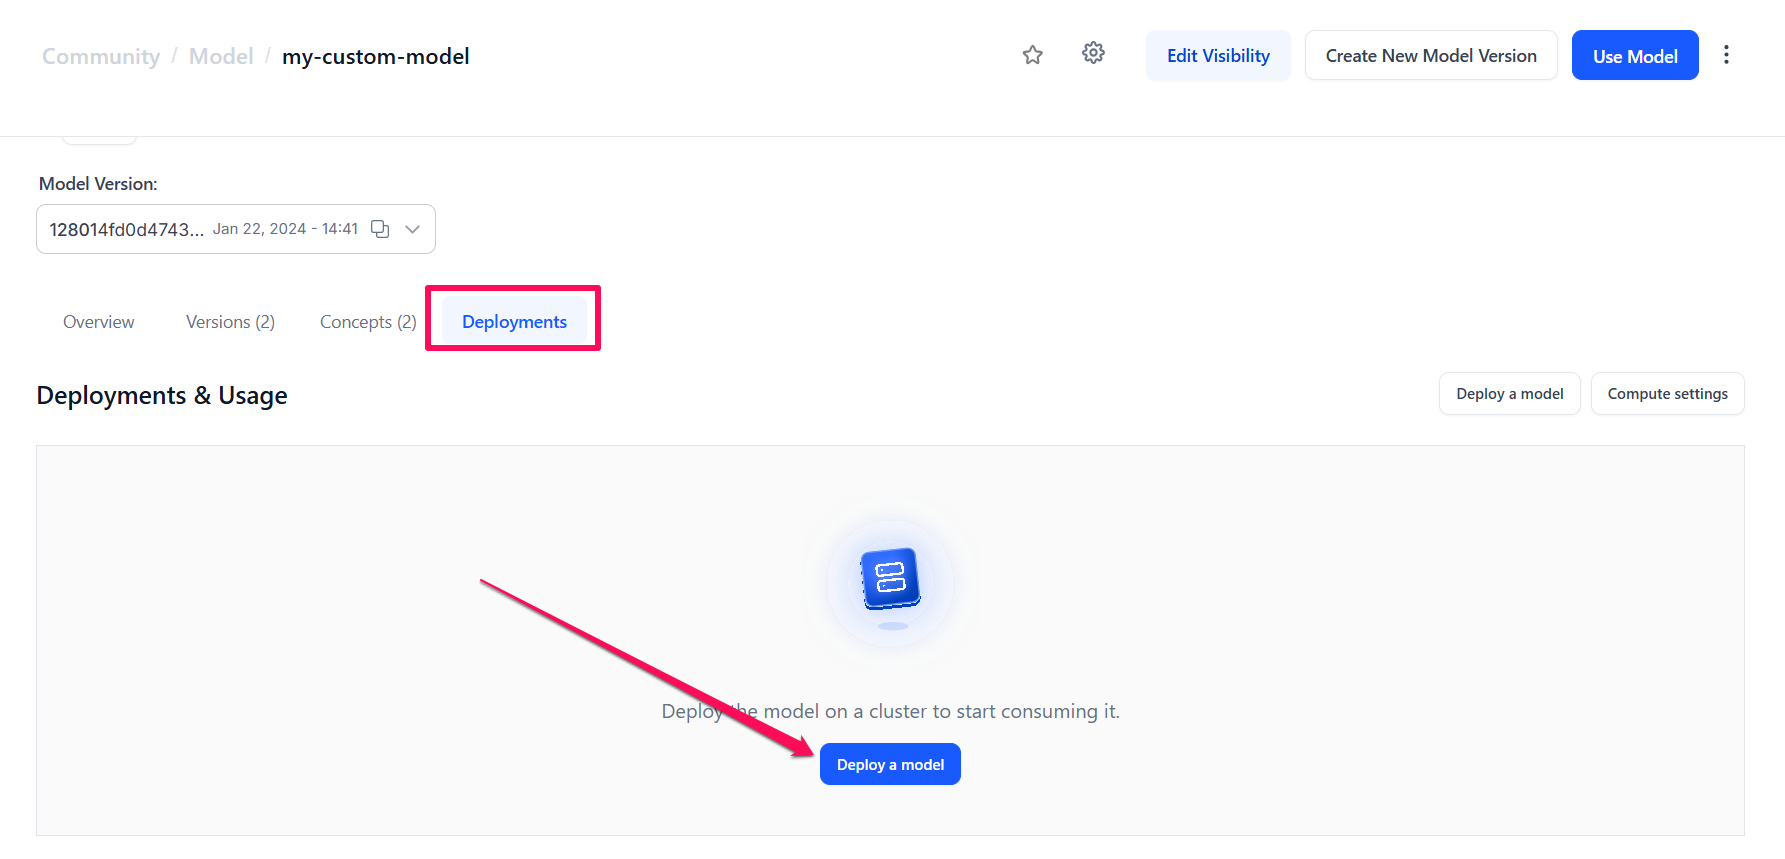 Community / Model / my-custom-model
Edit Visibility
Create New Model Version
Use Model
Model Version:
128014fd0d4743... Jan 22, 2024 - 14:41
Overview
Versions (2)
Concepts (2)
Deployments
Deployments & Usage
Deploy a model
Compute settings
Deploy the model on a cluster to start consuming it.
Deploy a model